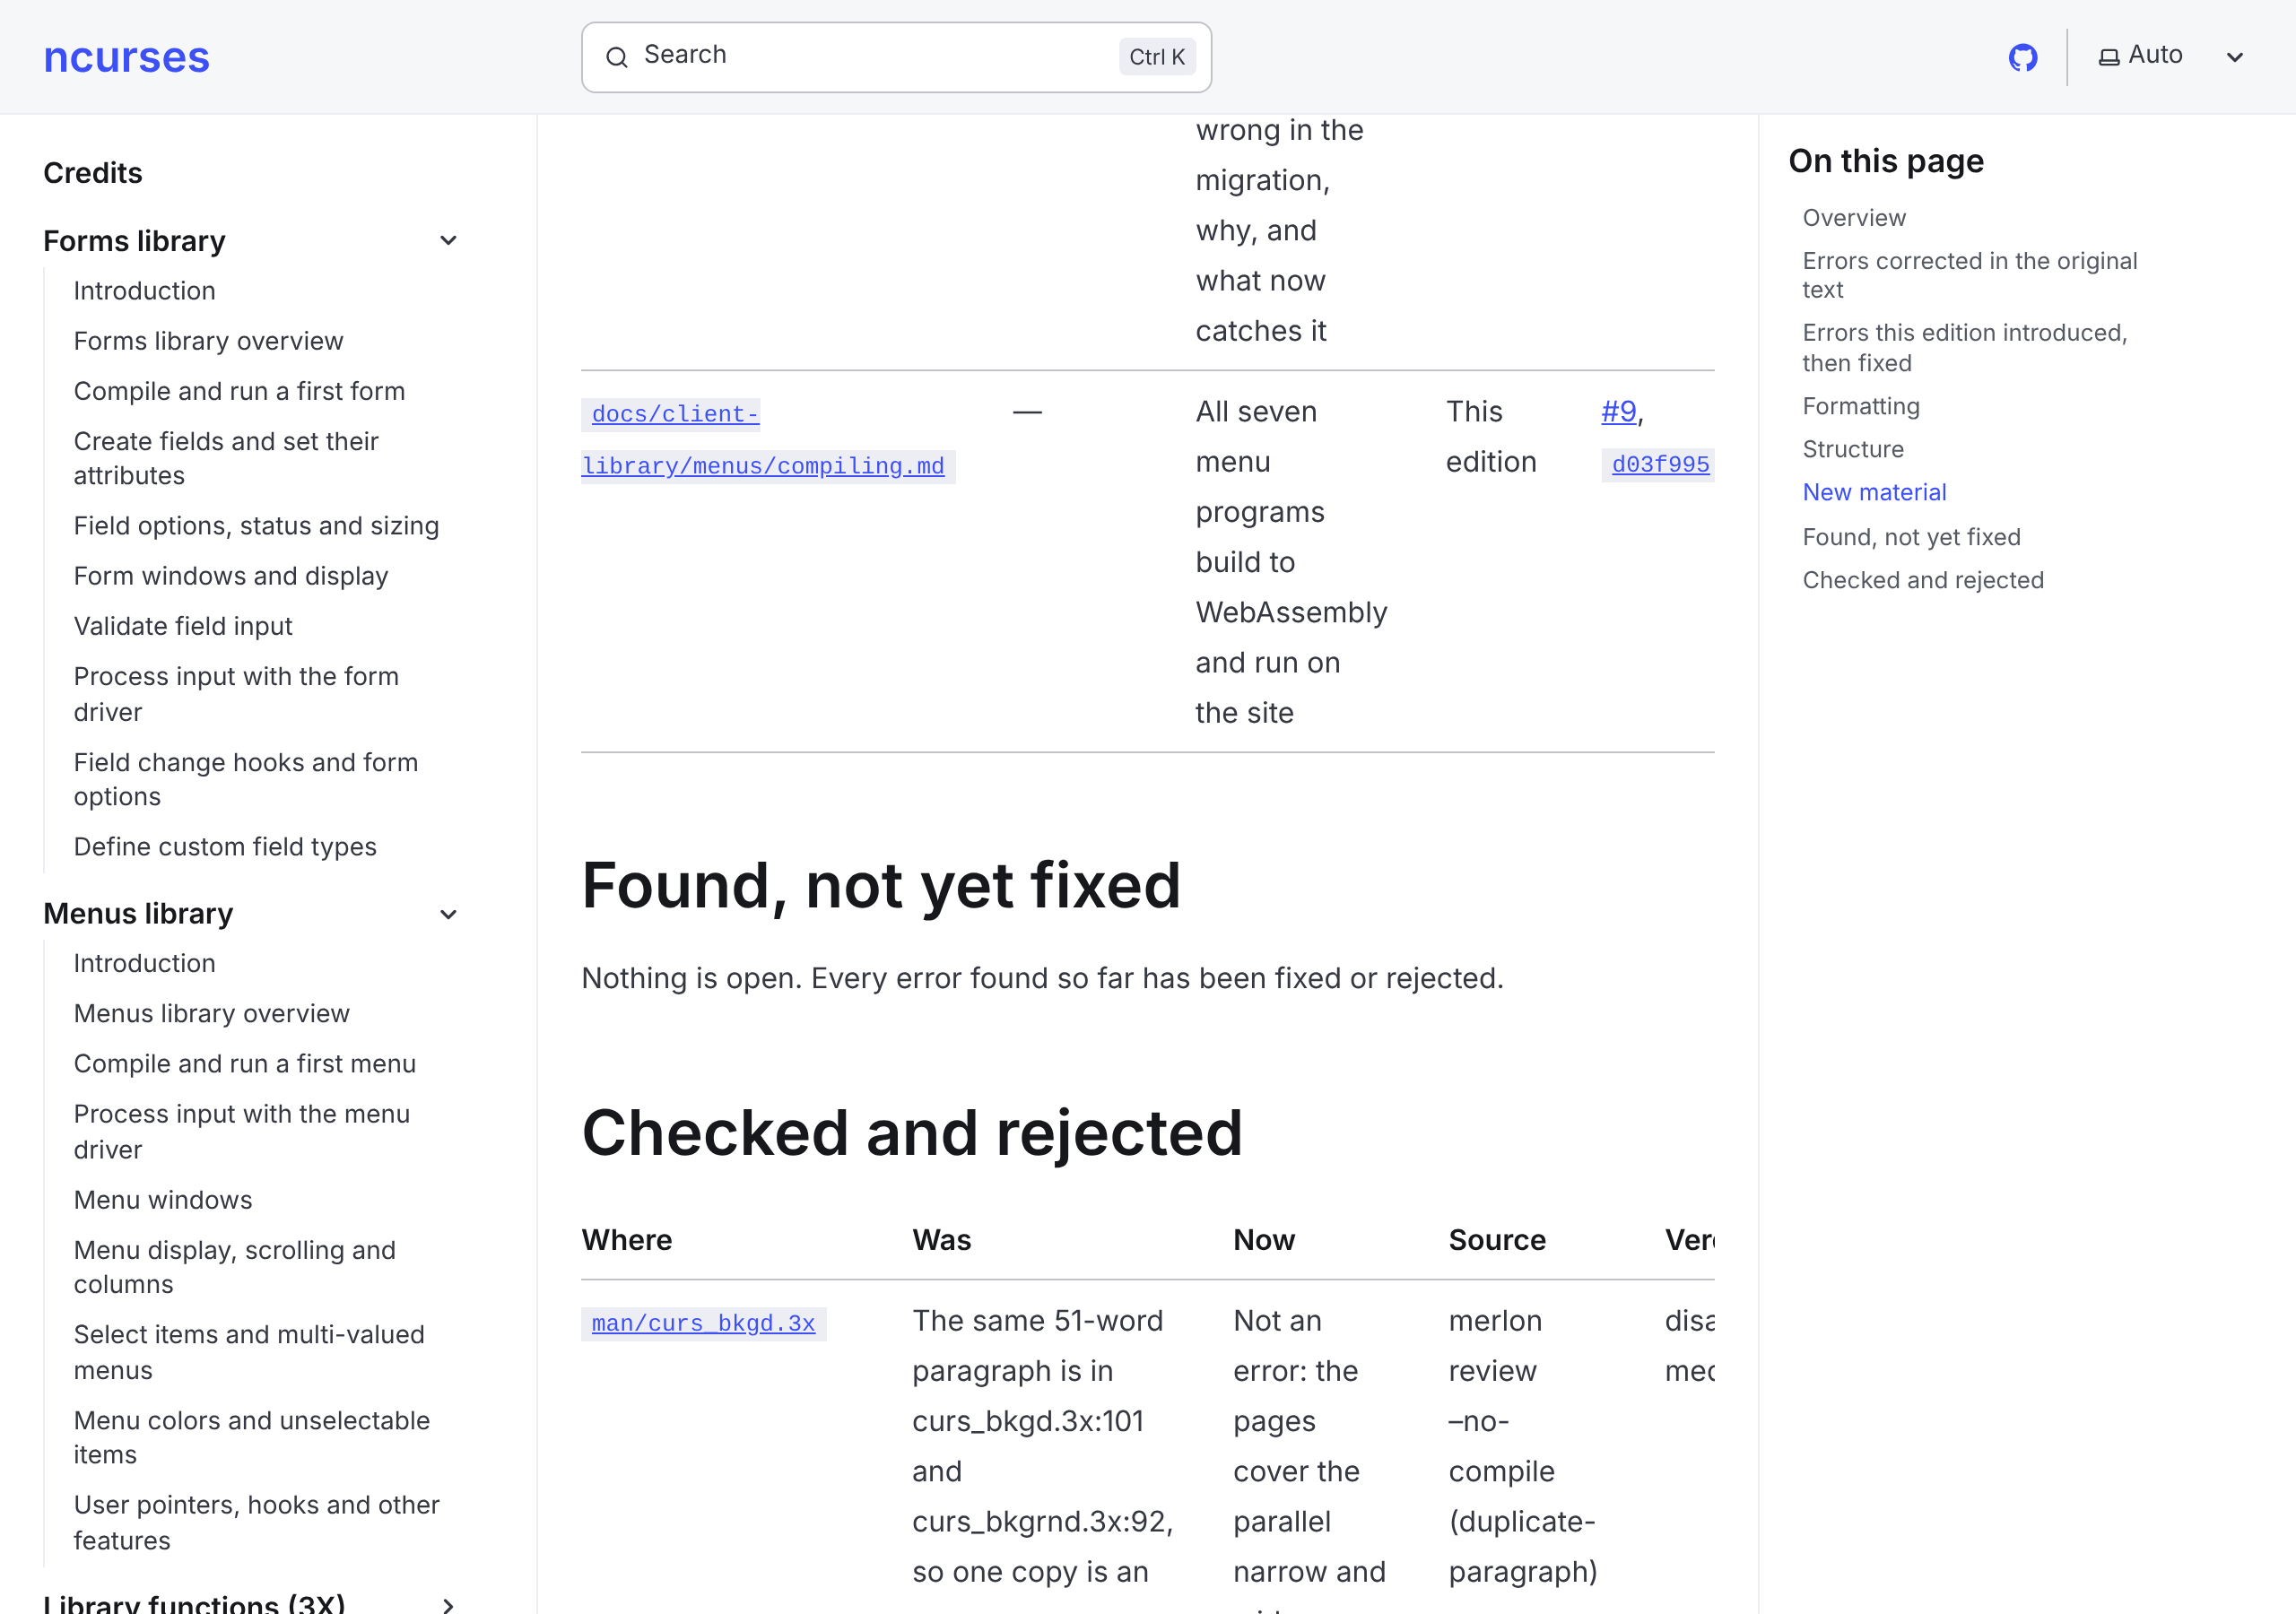 ncurses
Search
Ctrl K
Auto
Credits
Forms library
Introduction
Forms library overview
Compile and run a first form
Create fields and set their
attributes
Field options, status and sizing
Form windows and display
Validate field input
Process input with the form
driver
Field change hooks and form
options
Define custom field types
Menus library
Introduction
Menus library overview
Compile and run a first menu
Process input with the menu
driver
Menu windows
Menu display, scrolling and
columns
Select items and multi-valued
menus
Menu colors and unselectable
items
User pointers, hooks and other
features
Library functions (3X)
wrong in the
migration,
why, and
what now
catches it
docs/client-
library/menus/compiling.md
—
All seven
menu
programs
build to
WebAssembly
and run on
the site
This
edition
#9,
d03f995
Found, not yet fixed
Nothing is open. Every error found so far has been fixed or rejected.
Checked and rejected
Where
Was
Now
Source
man/curs_bkgd.3x
The same 51-word
paragraph is in
curs_bkgd.3x:101
and
curs_bkgrnd.3x:92,
so one copy is an
Not an
error: the
pages
cover the
parallel
narrow and
merlon
review
–no-
compile
(duplicate-
paragraph)
On this page
Overview
Errors corrected in the original
text
Errors this edition introduced,
then fixed
Formatting
Structure
New material
Found, not yet fixed
Checked and rejected